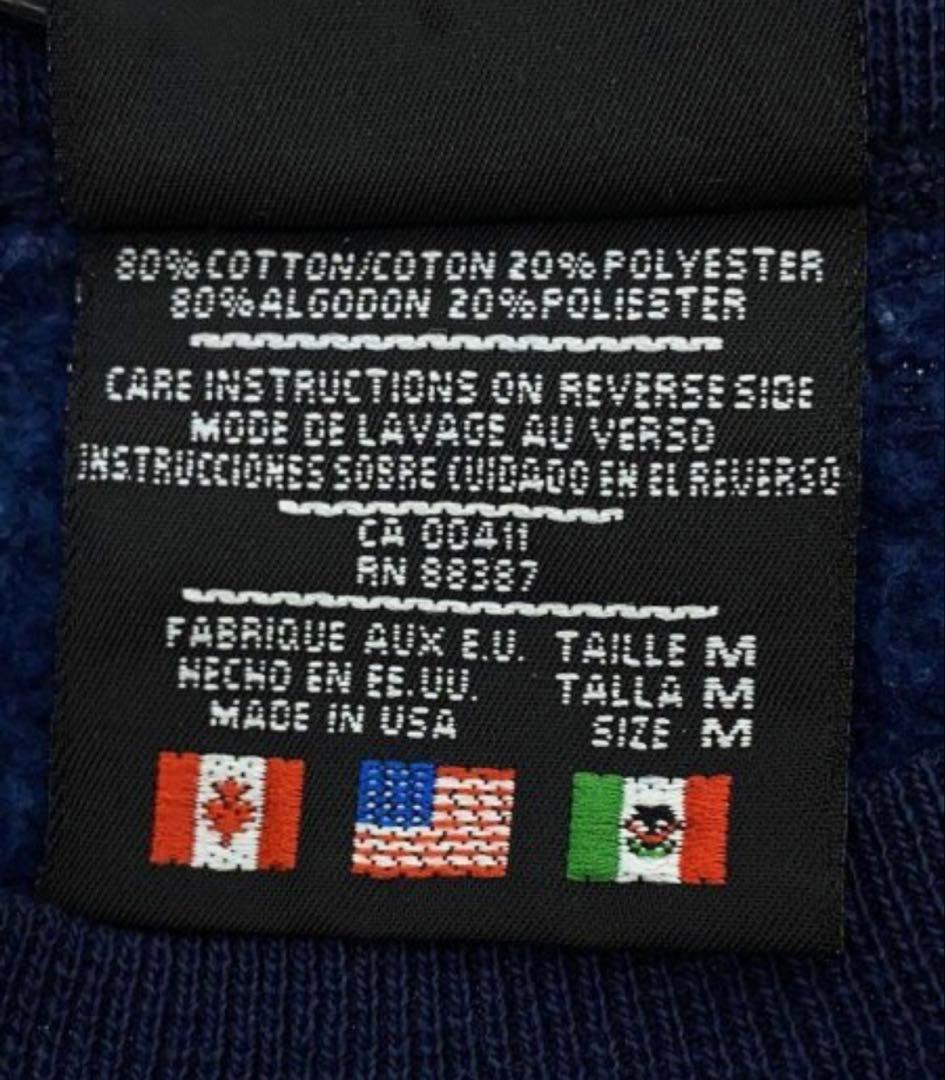 80% COTTON/COTON 20% POLYESTER
80% ALGODON 20% POLIESTER
CARE INSTRUCTIONS ON REVERSE SIDE
MODE DE LAVAGE AU VERSO
INSTRUCCIONES SOBRE CUIDADO EN EL REVERSO
CA 00411
RN 88387
FABRIQUE AUX E.U. TAILLE M
HECHO EN EE.UU. TALLA M
MADE IN USA SIZE M